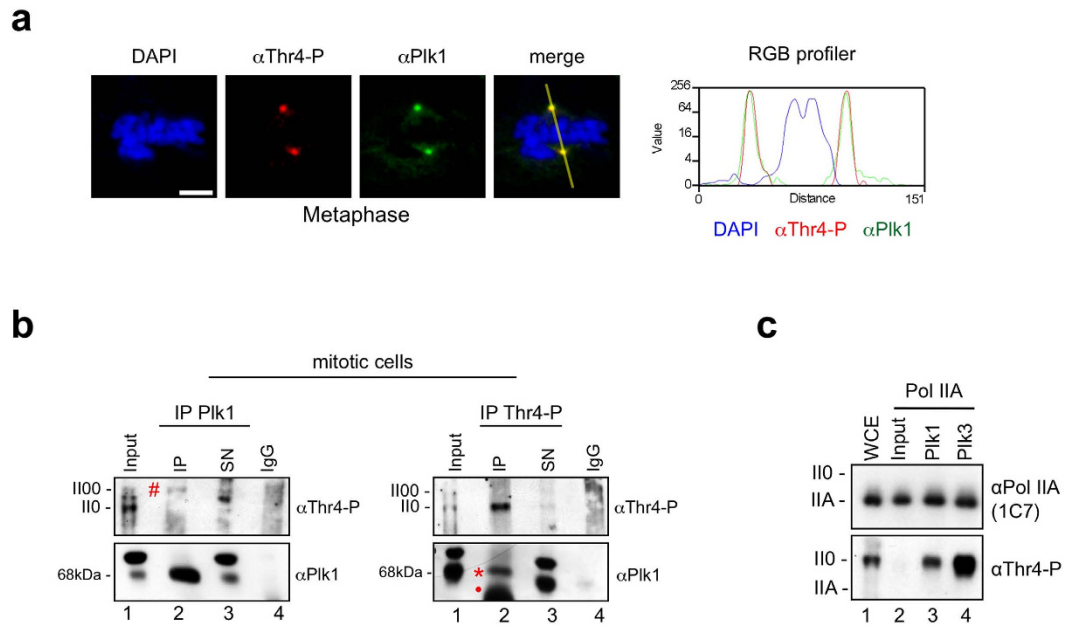 a
DAPI αThr4-P αPlk1 merge
Metaphase
RGB profiler
256
64
16
4
0
Value
0 Distance 151
DAPI αThr4-P αPlk1
b
mitotic cells
IP Plk1
Input IP SN IgG
II00 - #
II0 -
αThr4-P
68kDa -
αPlk1
1 2 3 4
IP Thr4-P
Input IP SN IgG
II00 -
II0 -
αThr4-P
68kDa - *
•
αPlk1
1 2 3 4
c
Pol IIA
WCE Input Plk1 Plk3
II0 -
IIA -
αPol IIA
(1C7)
II0 -
IIA -
αThr4-P
1 2 3 4